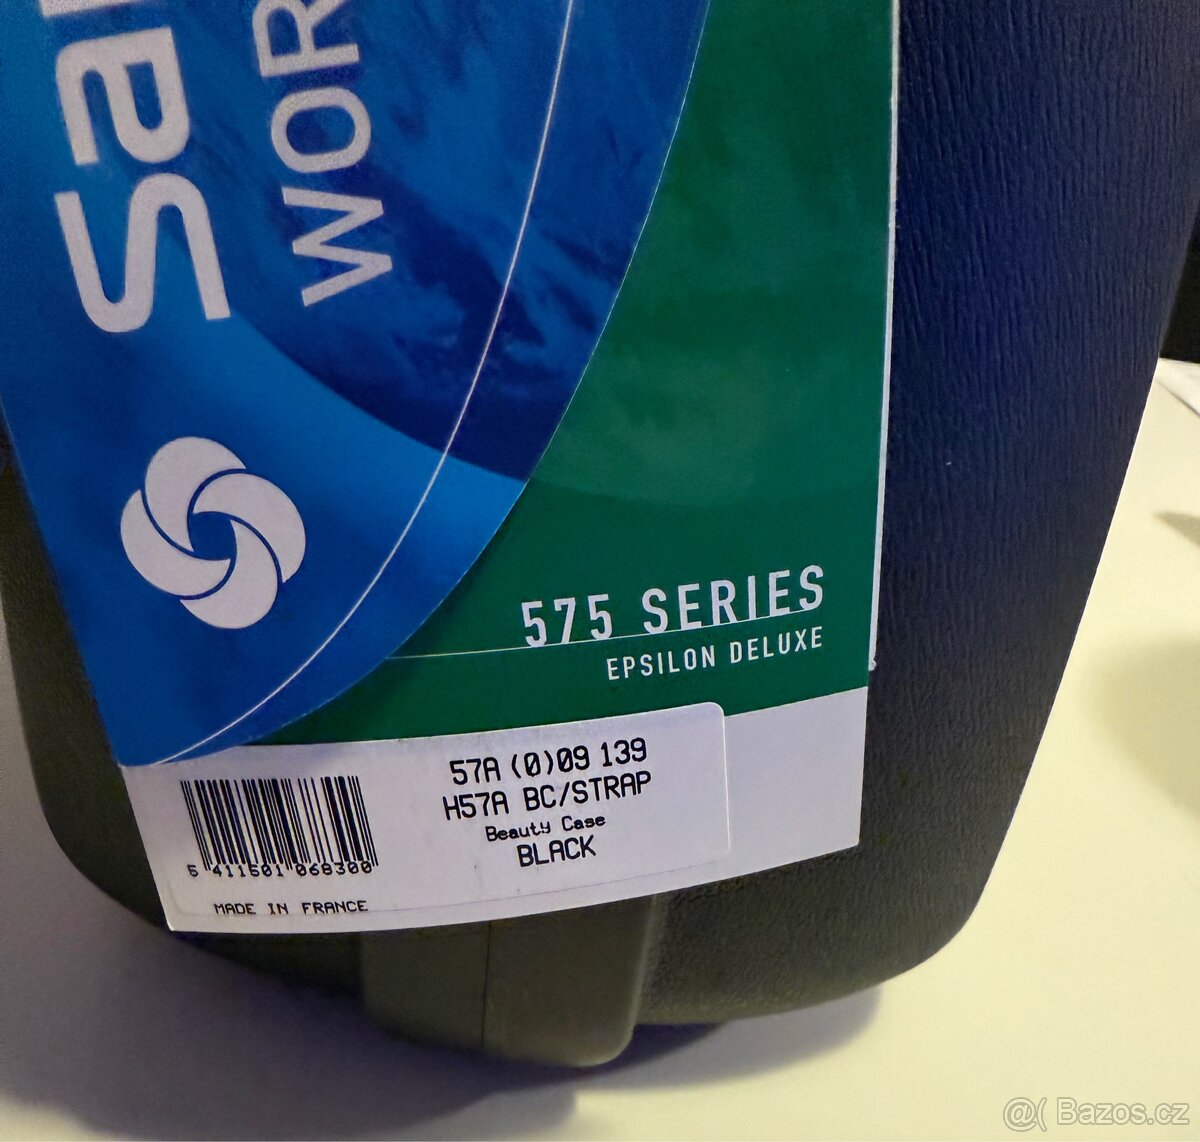 Sa
WOR
575 SERIES
EPSILON DELUXE
57A (0)09 139
H57A BC/STRAP
Beauty Case
BLACK
5 411501 068300
MADE IN FRANCE
@( Bazos.cz